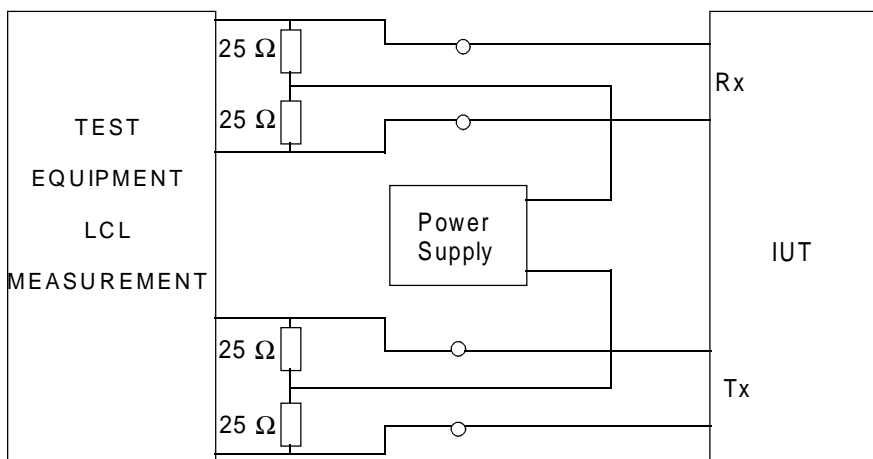 25 Ω
25 Ω
TEST
EQUIPMENT
LCL
MEASUREMENT
Rx
Power
Supply
IUT
25 Ω
25 Ω
Tx